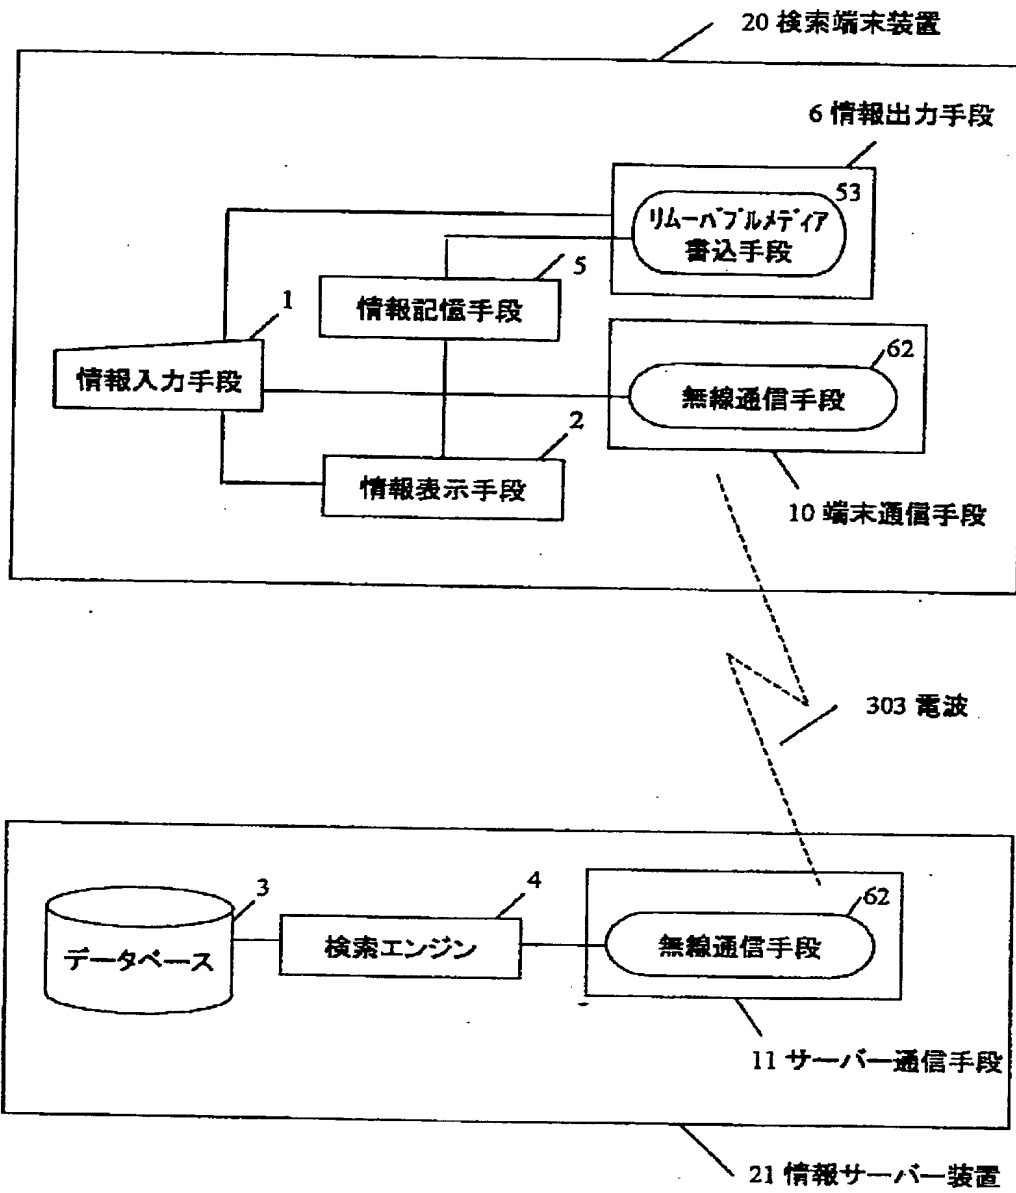 20 検索端末装置
6 情報出力手段
53
リムーバブルメディア
書込手段
5
情報記憶手段
1
情報入力手段
62
無線通信手段
2
情報表示手段
10 端末通信手段
303 電波
3
データベース
4
検索エンジン
62
無線通信手段
11 サーバー通信手段
21 情報サーバー装置